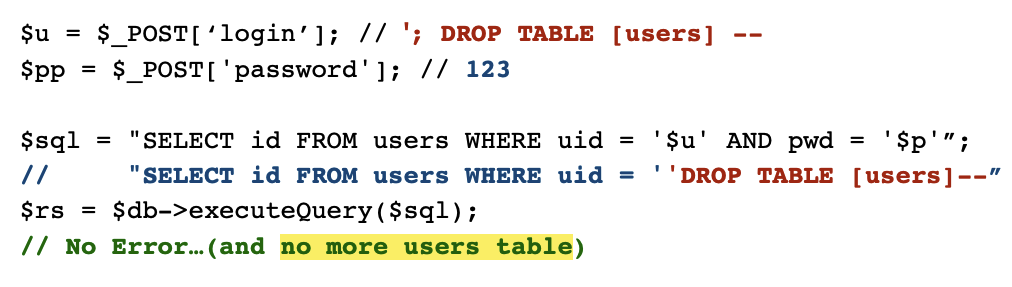 $u = $_POST[‘login’]; // '; DROP TABLE [users] --
$pp = $_POST['password']; // 123
$sql = "SELECT id FROM users WHERE uid = '$u' AND pwd = '$p'”;
// "SELECT id FROM users WHERE uid = ''DROP TABLE [users]--”
$rs = $db->executeQuery($sql);
// No Error…(and no more users table)